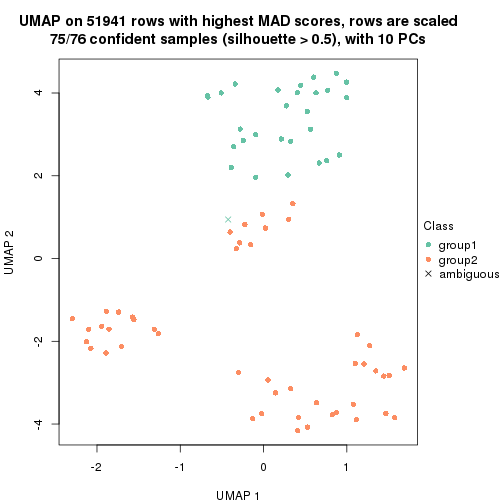 UMAP on 51941 rows with highest MAD scores, rows are scaled
75/76 confident samples (silhouette > 0.5), with 10 PCs
4
2
0
-2
-4
UMAP 2
-2
-1
0
1
UMAP 1
Class
group1
group2
ambiguous